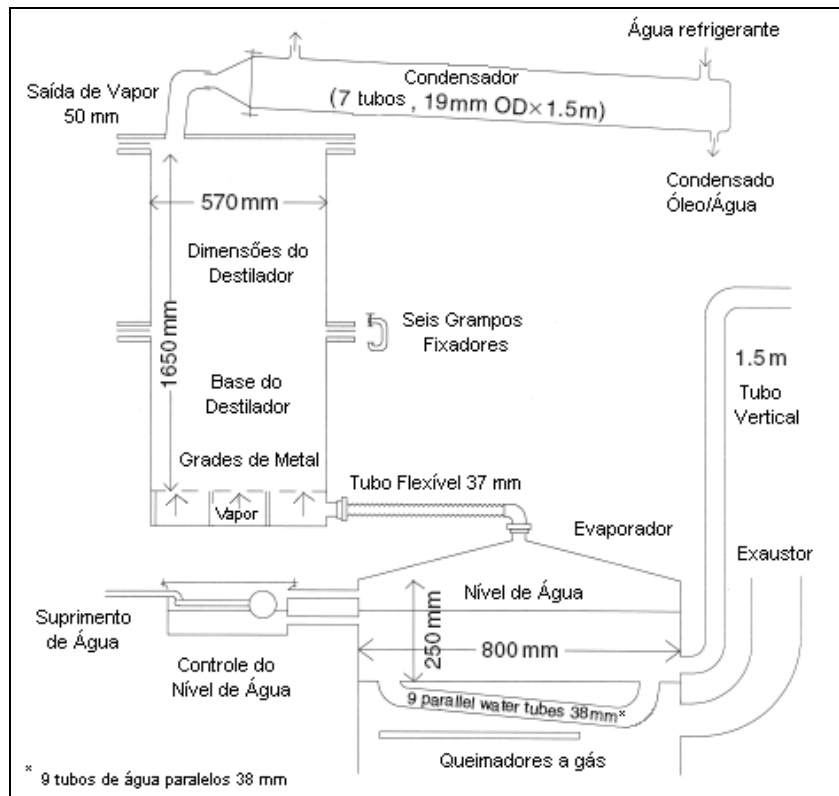 Água refrigerante
Saída de Vapor
50 mm
Condensador
(7 tubos , 19mm OD×1.5m)
Condensado
Óleo/Água
570 mm
Dimensões do
Destilador
1650 mm
Seis Grampos
Fixadores
1.5 m
Tubo
Vertical
Base do
Destilador
Grades de Metal
Tubo Flexível 37 mm
Vapor
Evaporador
Exaustor
Nível de Água
Suprimento
de Água
250 mm
800 mm
Controle do
Nível de Água
9 parallel water tubes 38mm*
Queimadores a gás
* 9 tubos de água paralelos 38 mm